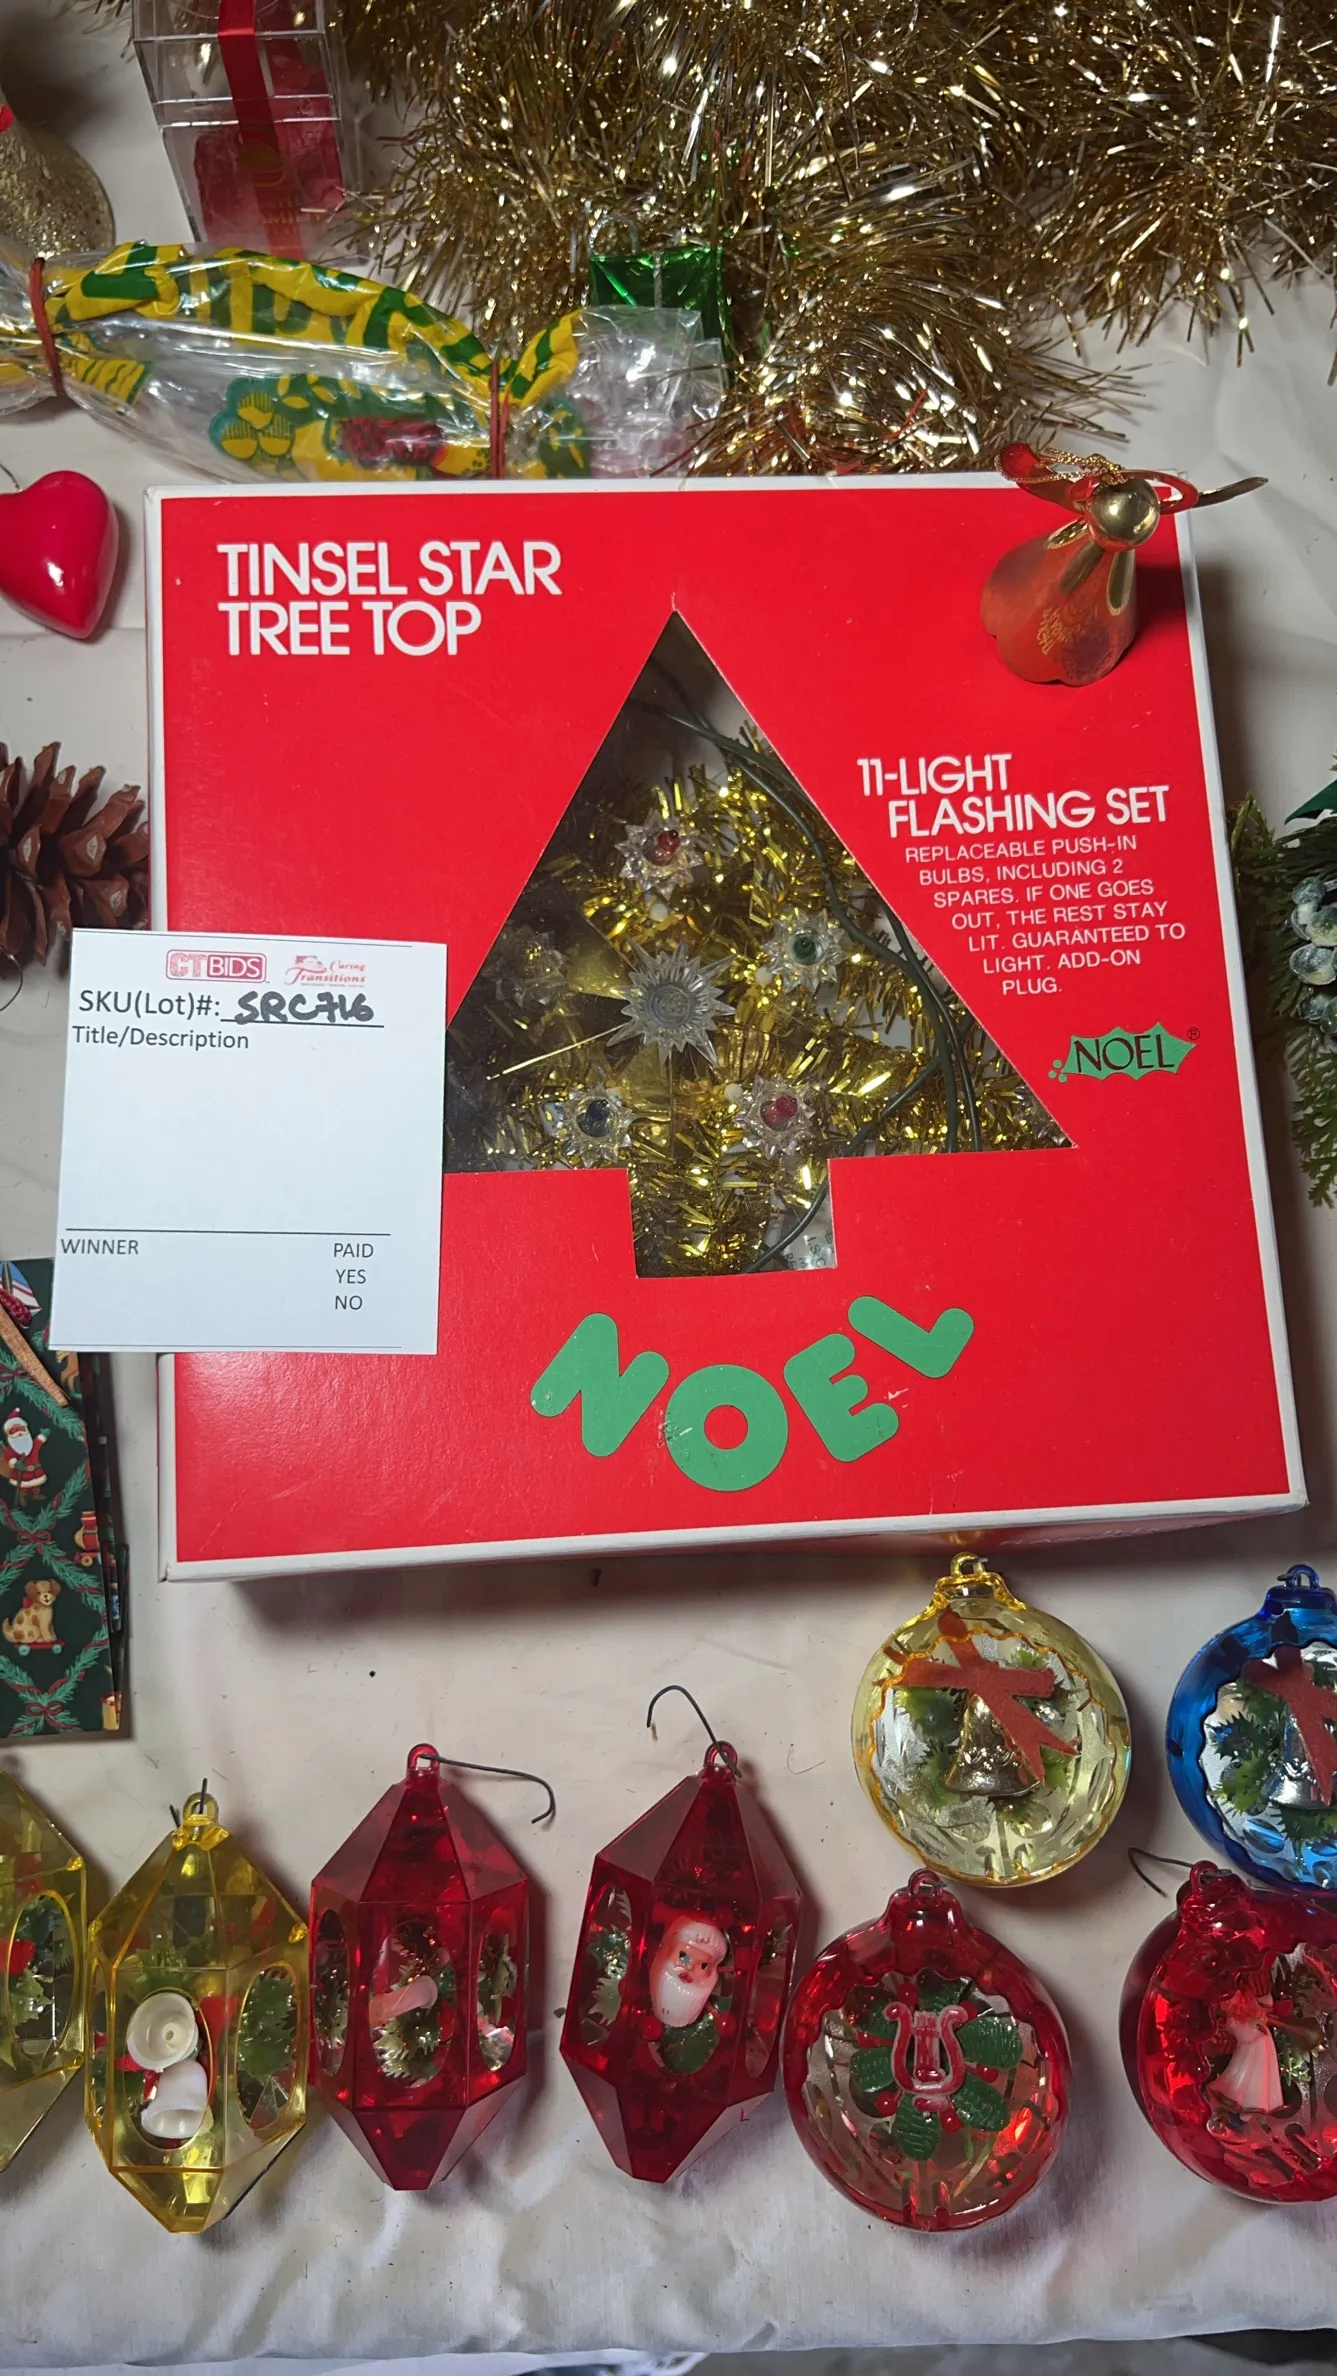 TINSEL STAR
TREE TOP
11-LIGHT
FLASHING SET
REPLACEABLE PUSH-IN
BULBS, INCLUDING 2
SPARES. IF ONE GOES
OUT, THE REST STAY
LIT. GUARANTEED TO
LIGHT. ADD-ON
PLUG.
NOEL®
CTBIDS
Caring
Transitions
SKU(Lot)#: SRC716
Title/Description
WINNER
PAID
YES
NO
NOEL